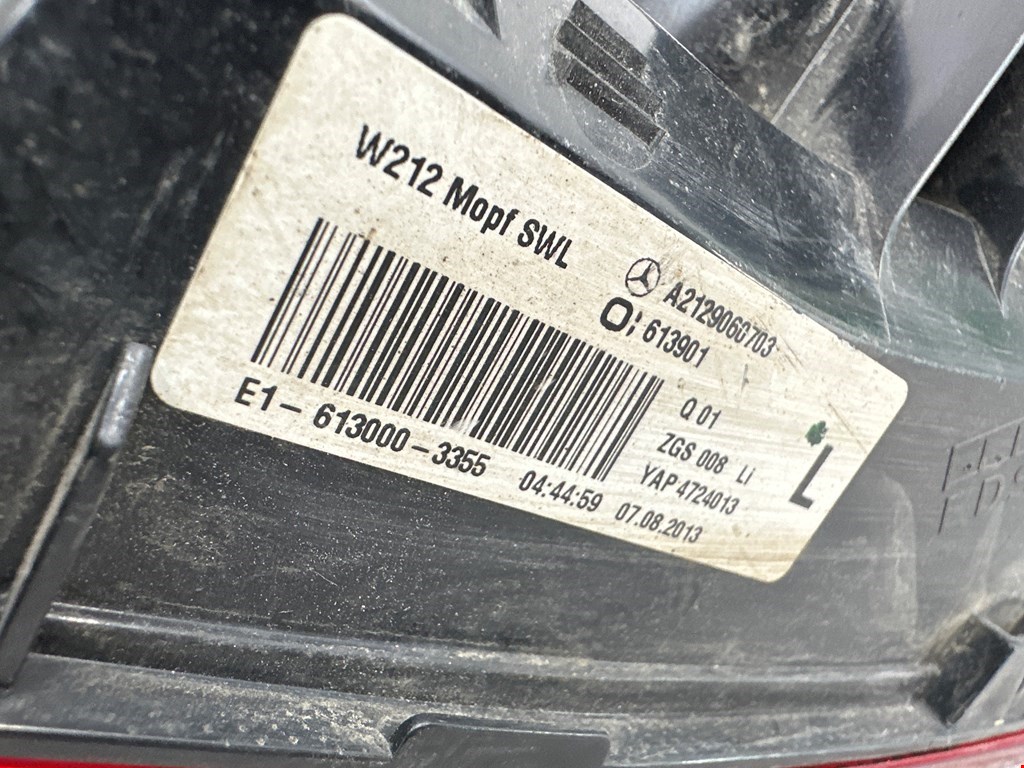 W212 Mopf SWL
A2129060703
O: 613901
Q 01
ZGS 008 Li
YAP 4724013
L
E1- 613000-3355 04:44:59 07.08.2013